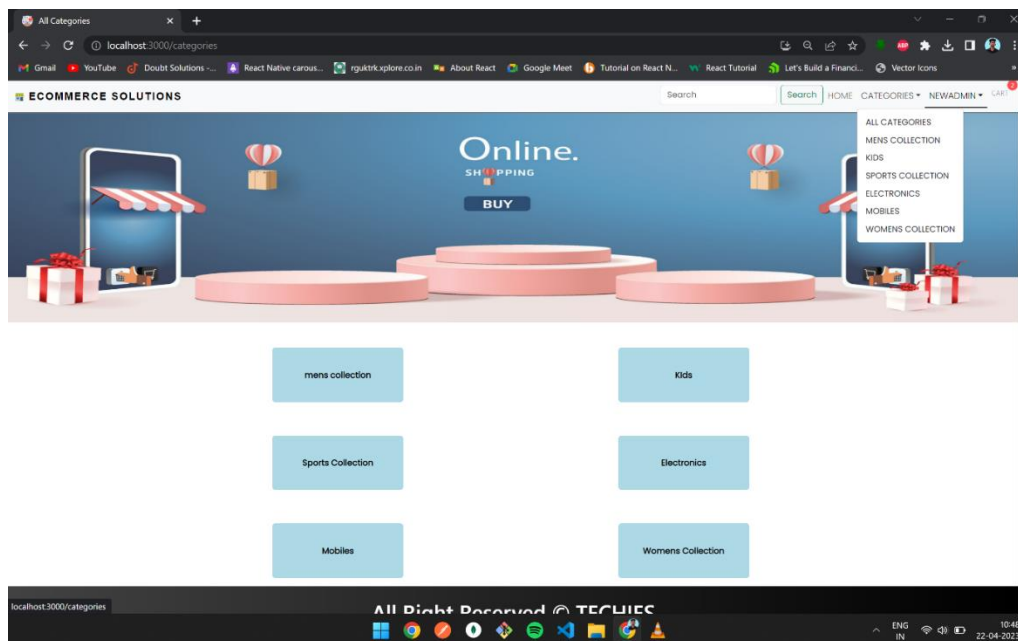 All Categories
localhost:3000/categories
Gmail YouTube Doubt Solutions -... React Native carous... rguktrk.xplore.co.in About React Google Meet Tutorial on React N... React Tutorial Let's Build a Financi... Vector Icons
ECOMMERCE SOLUTIONS Search Search HOME CATEGORIES NEWADMIN CART 2
ALL CATEGORIES
MENS COLLECTION
KIDS
SPORTS COLLECTION
ELECTRONICS
MOBILES
WOMENS COLLECTION
Online.
SHOPPING
BUY
mens collection Kids
Sports Collection Electronics
Mobiles Womens Collection
localhost:3000/categories
All Right Reserved © TECHIES
ENG 10:48
IN 22-04-2023